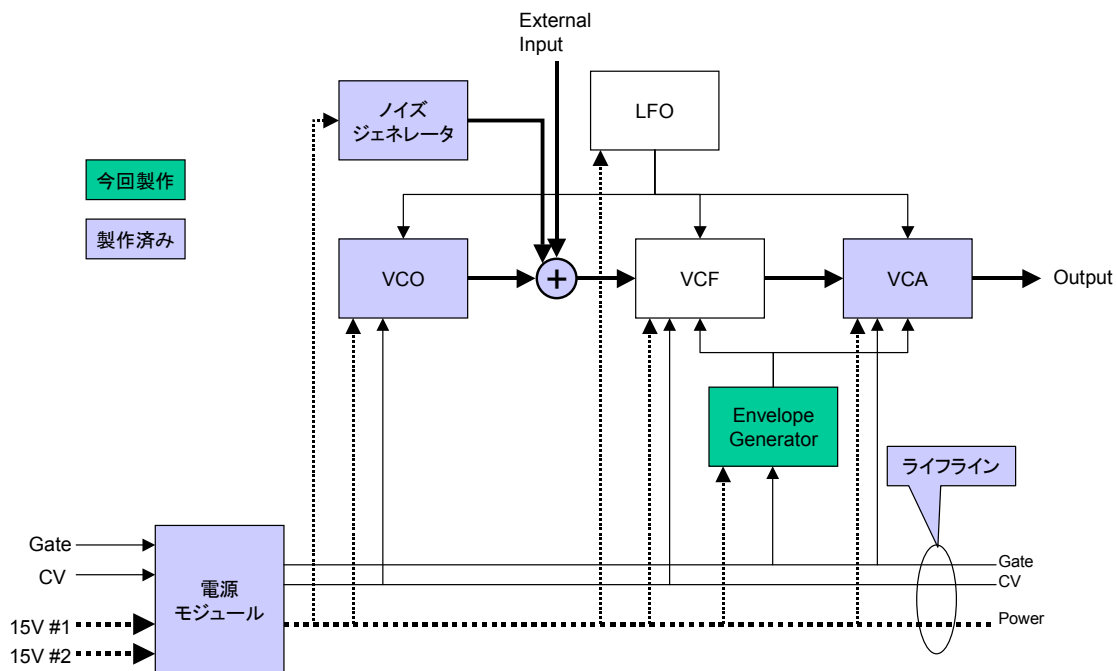 External
Input
ノイズ
ジェネレータ
LFO
今回製作
製作済み
VCO
+
VCF
VCA
Output
Envelope
Generator
ライフライン
Gate
CV
15V #1
15V #2
電源
モジュール
Gate
CV
Power